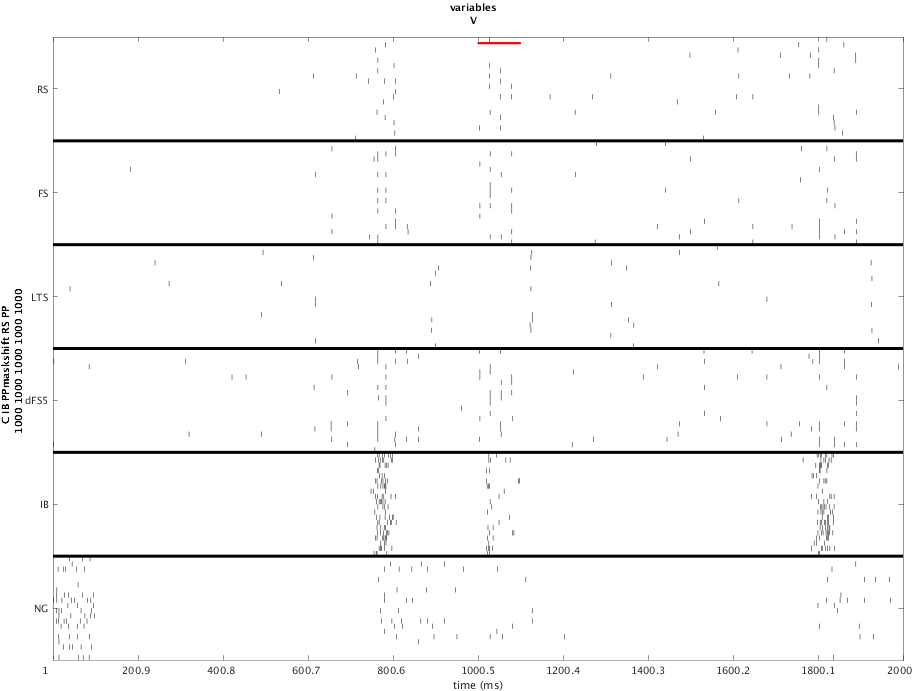 variables
V
RS
FS
LTS
dFS5
IB
NG
C IB PPmaskshift RS PP
1000 1000 1000 1000 1000 1000
1 200.9 400.8 600.7 800.6 1000.5 1200.4 1400.3 1600.2 1800.1 2000
time (ms)